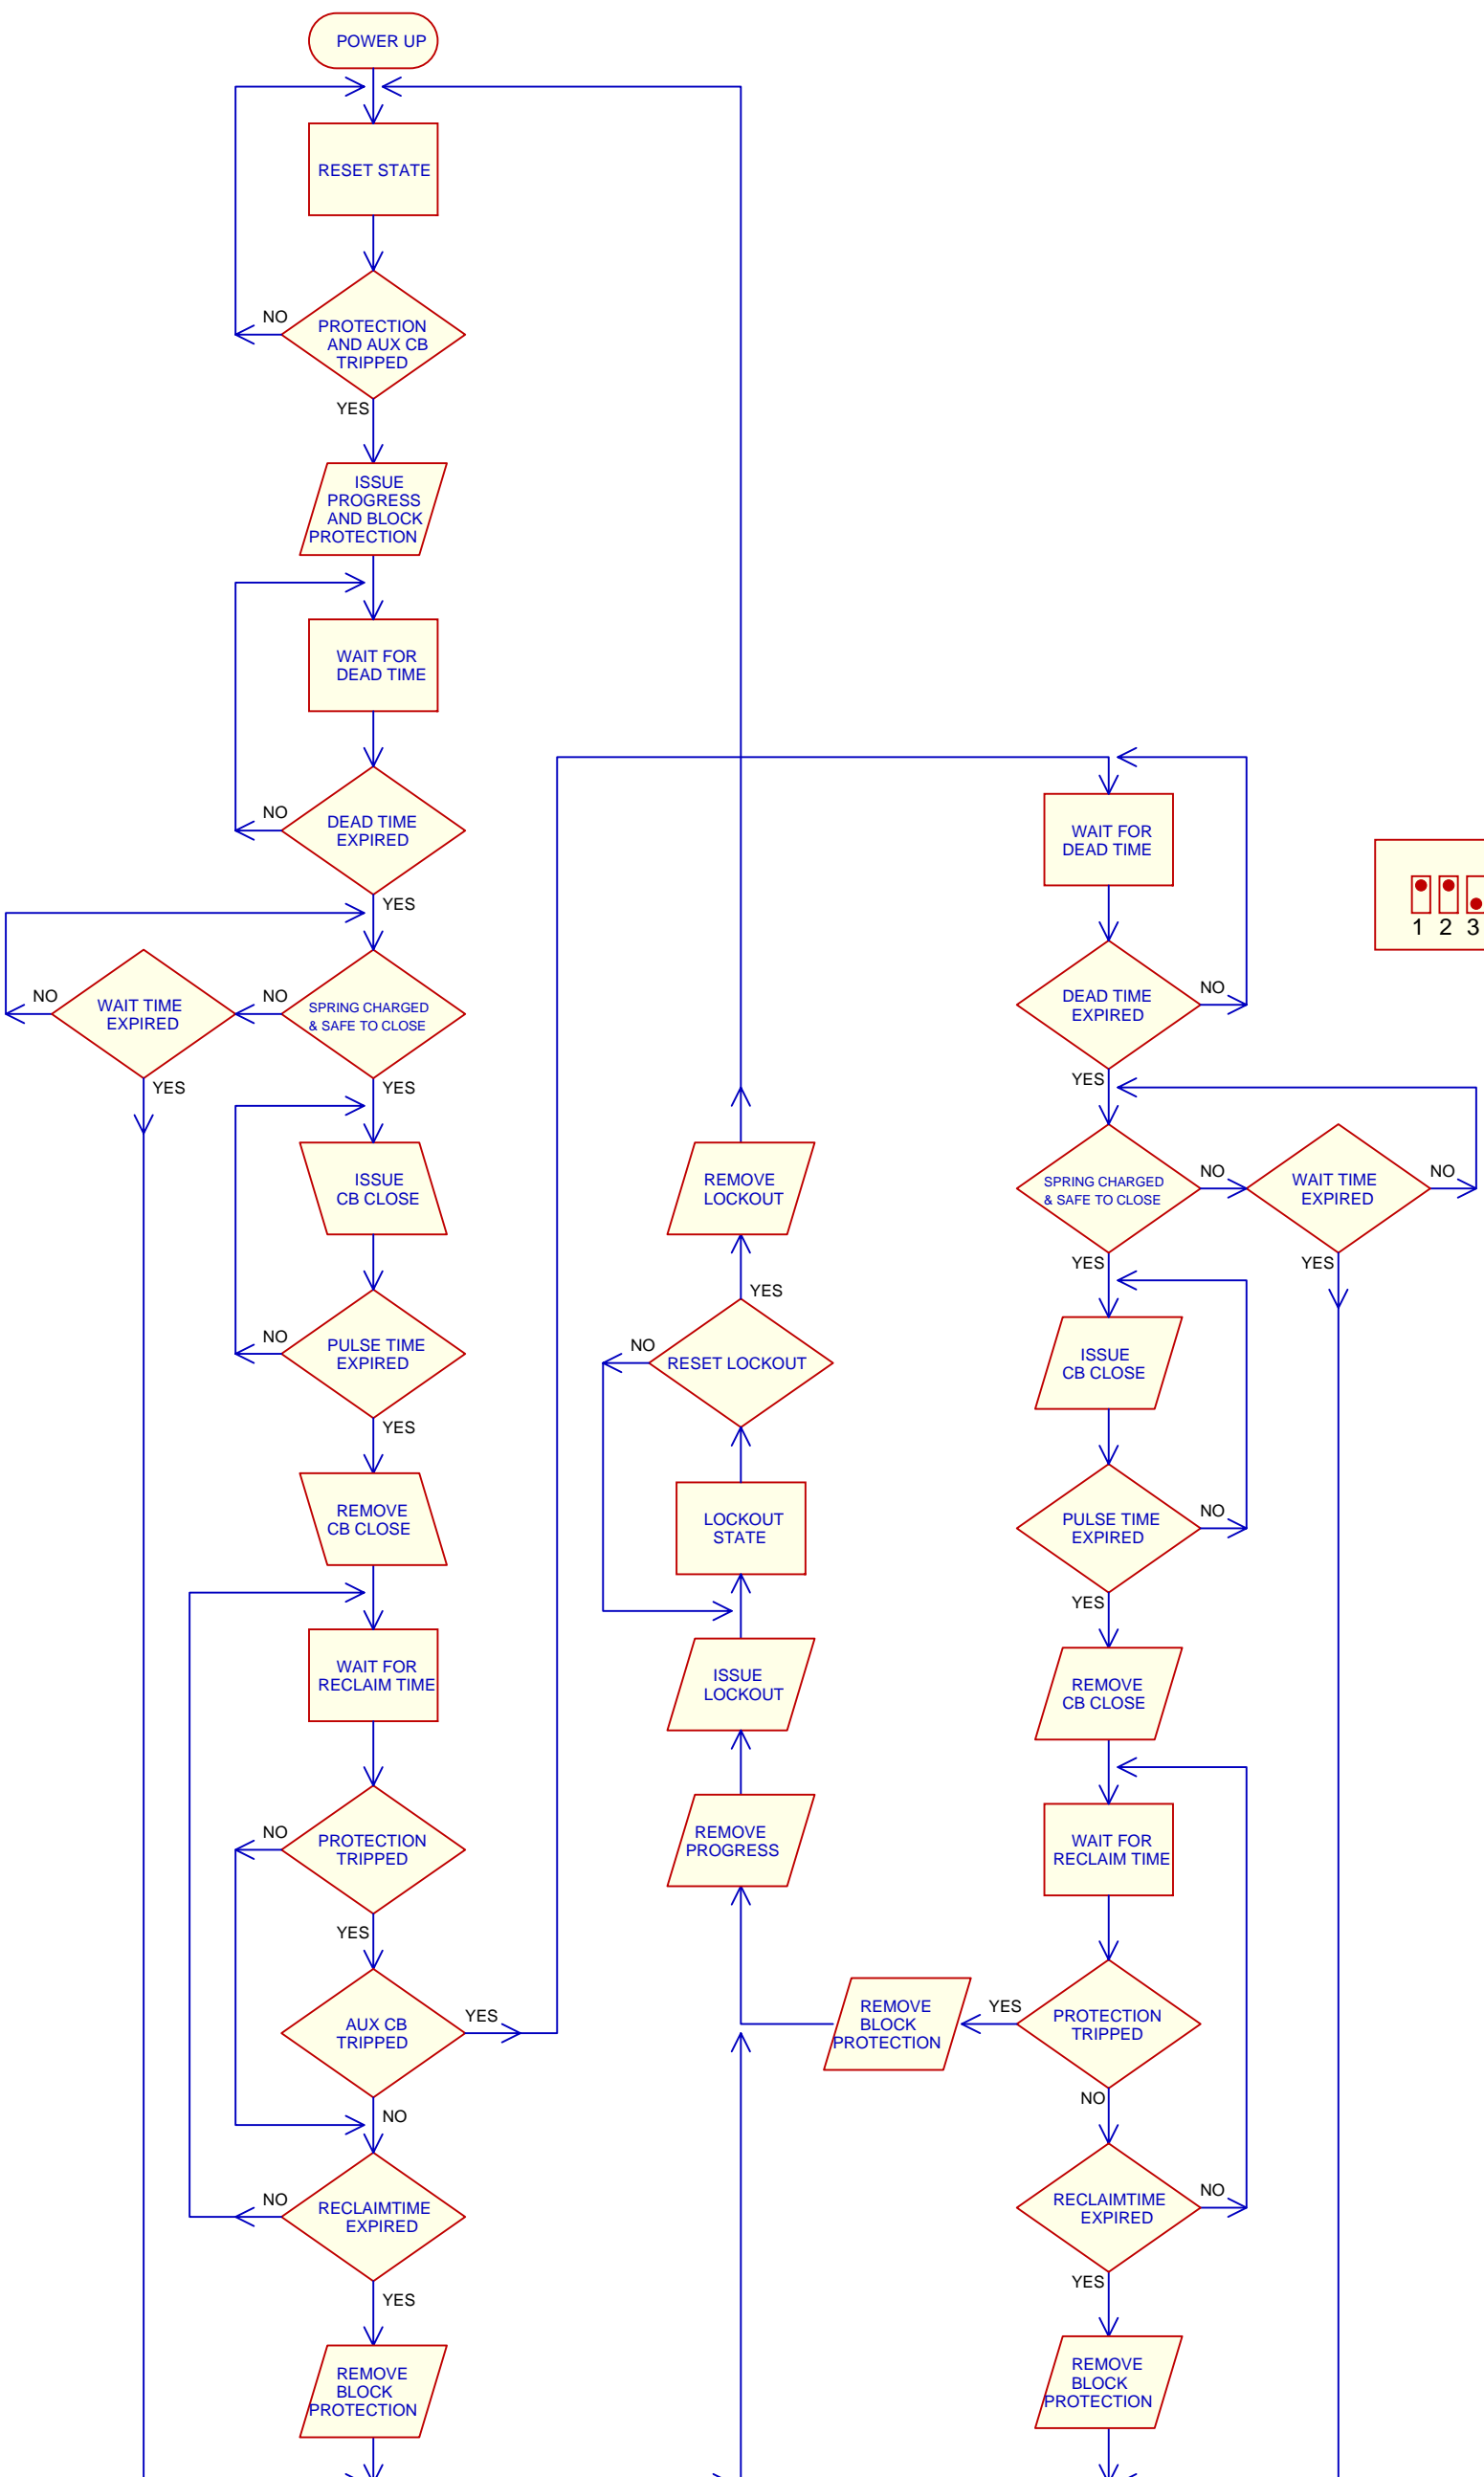 POWER UP
RESET STATE
NO
PROTECTION
AND AUX CB
TRIPPED
YES
ISSUE
PROGRESS
AND BLOCK
PROTECTION
WAIT FOR
DEAD TIME
NO
DEAD TIME
EXPIRED
YES
NO
WAIT TIME
EXPIRED
YES
NO
SPRING CHARGED
& SAFE TO CLOSE
YES
ISSUE
CB CLOSE
NO
PULSE TIME
EXPIRED
YES
REMOVE
CB CLOSE
WAIT FOR
RECLAIM TIME
NO
PROTECTION
TRIPPED
YES
AUX CB
TRIPPED
YES
NO
NO
RECLAIMTIME
EXPIRED
YES
REMOVE
BLOCK
PROTECTION
REMOVE
LOCKOUT
YES
NO
RESET LOCKOUT
LOCKOUT
STATE
ISSUE
LOCKOUT
REMOVE
PROGRESS
REMOVE
BLOCK
PROTECTION
WAIT FOR
DEAD TIME
DEAD TIME
EXPIRED
NO
YES
SPRING CHARGED
& SAFE TO CLOSE
NO
WAIT TIME
EXPIRED
NO
YES
YES
ISSUE
CB CLOSE
PULSE TIME
EXPIRED
NO
YES
REMOVE
CB CLOSE
WAIT FOR
RECLAIM TIME
YES
PROTECTION
TRIPPED
NO
RECLAIMTIME
EXPIRED
NO
YES
REMOVE
BLOCK
PROTECTION
1 2 3